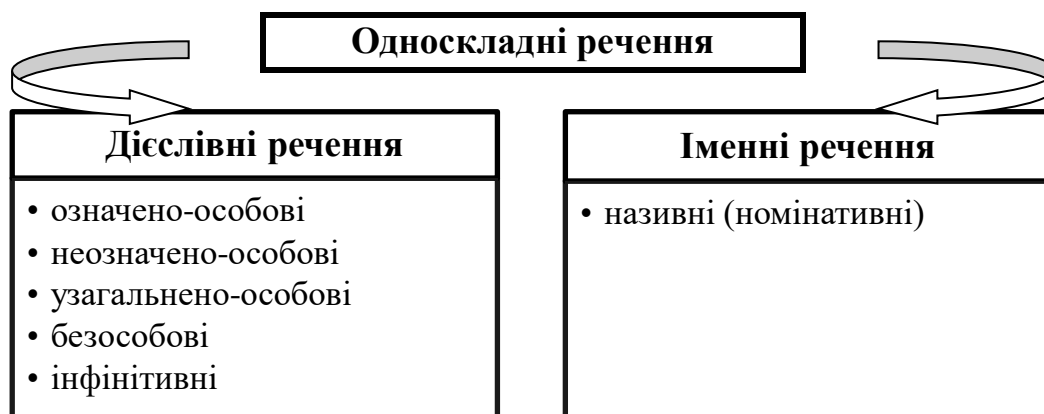 Односкладні речення
Дієслівні речення
• означено-особові
• неозначено-особові
• узагальнено-особові
• безособові
• інфінітивні
Іменні речення
• називні (номінативні)